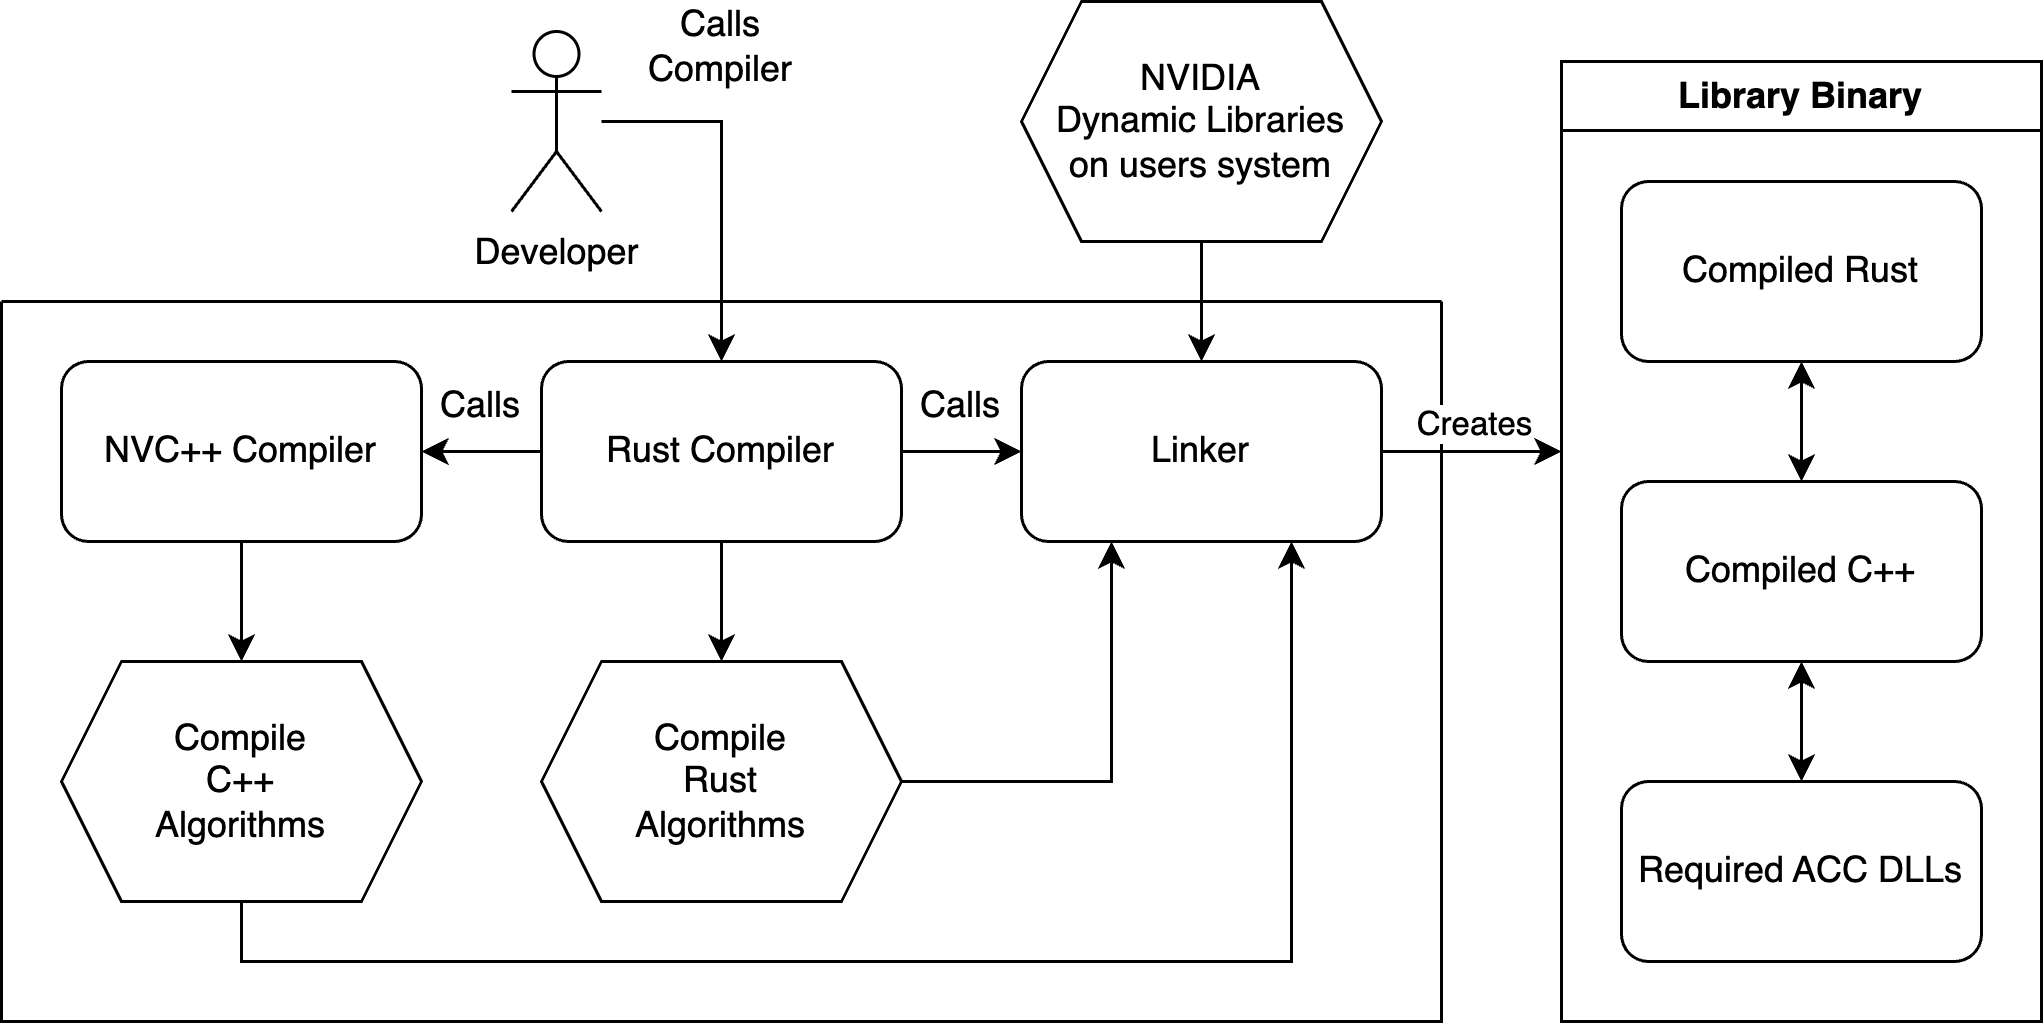 Calls
Compiler
Developer
NVIDIA
Dynamic Libraries
on users system
Library Binary
NVC++ Compiler
Calls
Rust Compiler
Calls
Linker
Creates
Compile
C++
Algorithms
Compile
Rust
Algorithms
Compiled Rust
Compiled C++
Required ACC DLLs